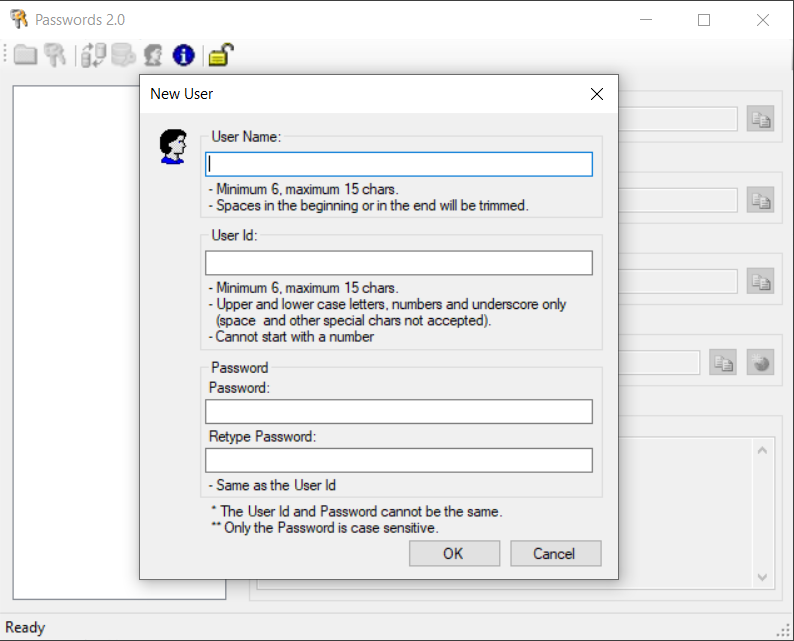 Passwords 2.0
New User
User Name:
- Minimum 6, maximum 15 chars.
- Spaces in the beginning or in the end will be trimmed.
User Id:
- Minimum 6, maximum 15 chars.
- Upper and lower case letters, numbers and underscore only
(space and other special chars not accepted).
- Cannot start with a number
Password
Password:
Retype Password:
- Same as the User Id
* The User Id and Password cannot be the same.
** Only the Password is case sensitive.
OK Cancel
Ready